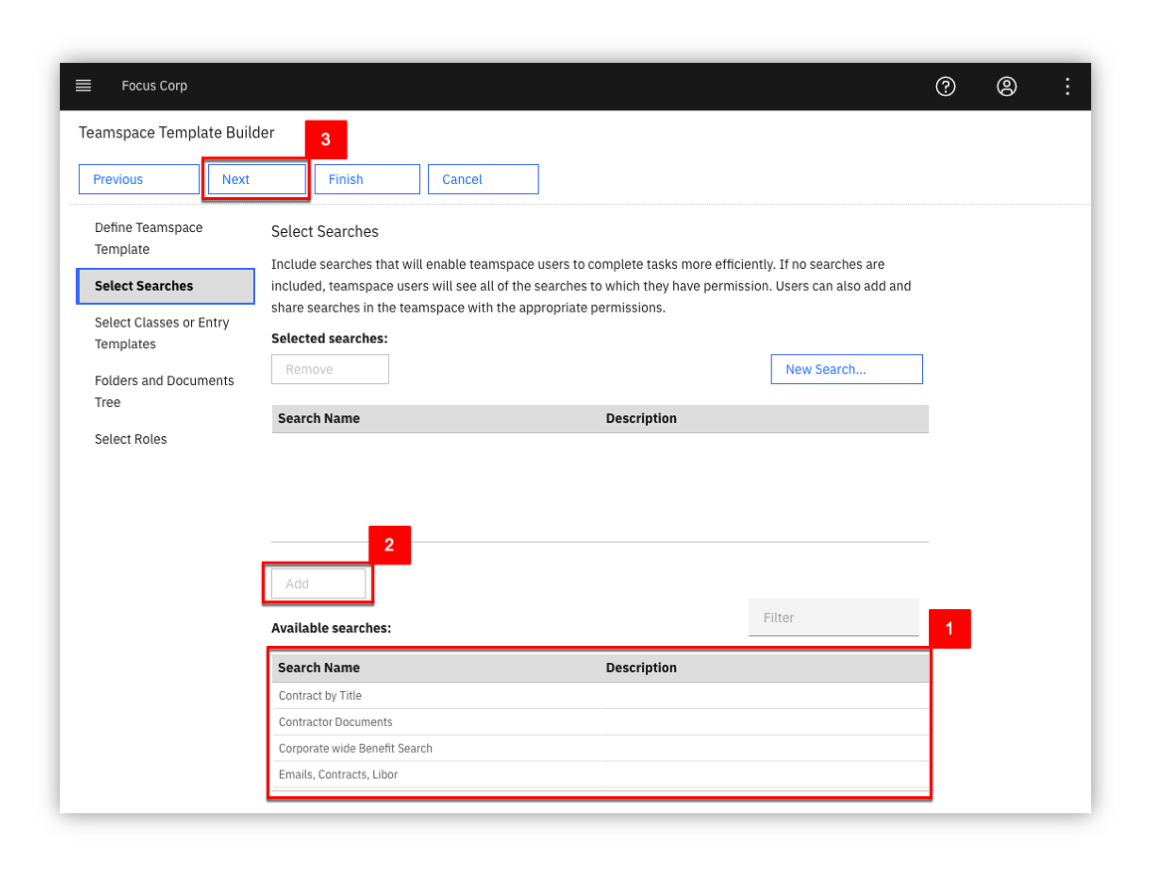 Focus Corp
Teamspace Template Builder
3
Previous
Next
Finish
Cancel
Define Teamspace
Template
Select Searches
Select Classes or Entry
Templates
Folders and Documents
Tree
Select Roles
Select Searches
Include searches that will enable teamspace users to complete tasks more efficiently. If no searches are
included, teamspace users will see all of the searches to which they have permission. Users can also add and
share searches in the teamspace with the appropriate permissions.
Selected searches:
Remove
New Search...
Search Name
Description
2
Add
Filter
1
Available searches:
Search Name
Description
Contract by Title
Contractor Documents
Corporate wide Benefit Search
Emails, Contracts, Libor